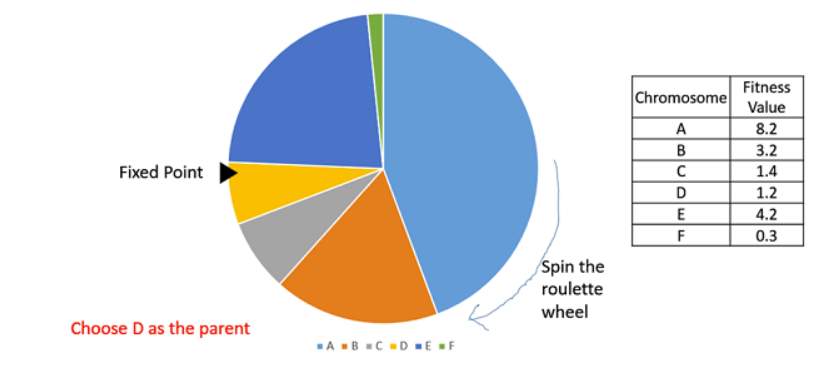 Fixed Point
Choose D as the parent
Spin the
roulette
wheel
A B C D E F
Chromosome Fitness Value
A 8.2
B 3.2
C 1.4
D 1.2
E 4.2
F 0.3